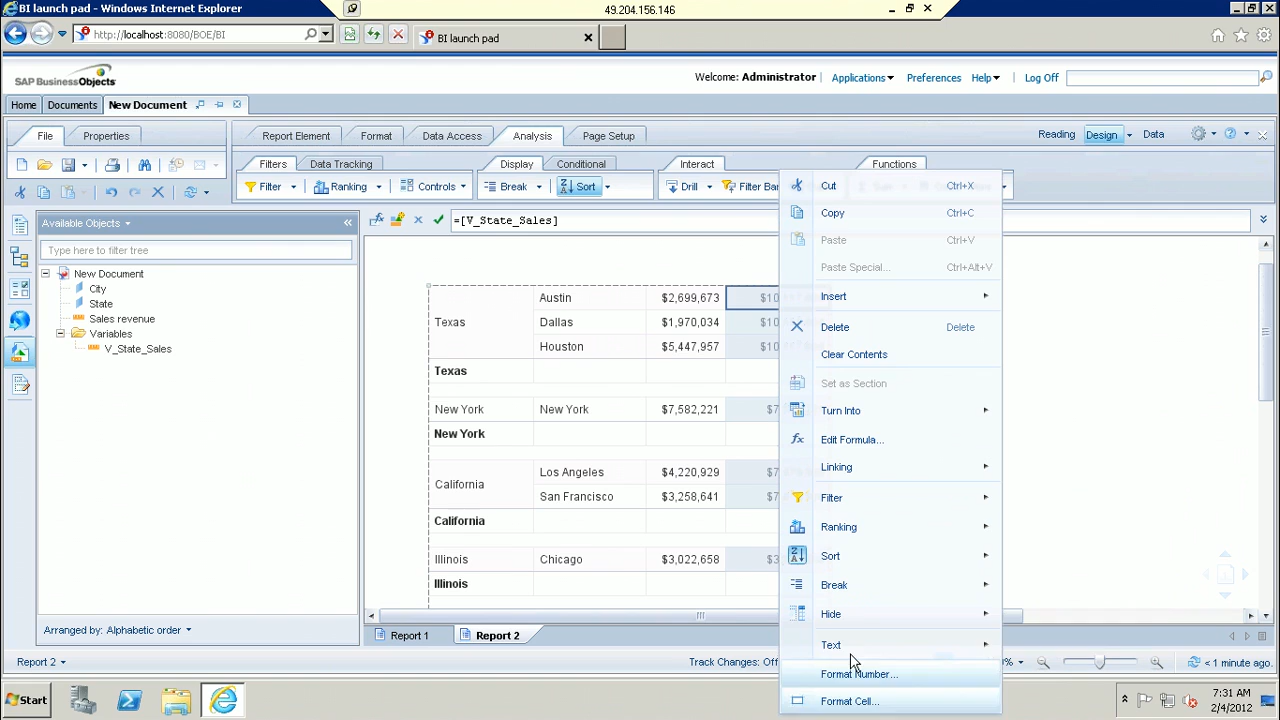 BI launch pad - Windows Internet Explorer
49.204.156.146
http://localhost:8080/BOE/BI
BI launch pad
SAP BusinessObjects
Welcome: Administrator
Applications
Preferences
Help
Log Off
Home
Documents
New Document
File
Properties
Report Element
Format
Data Access
Analysis
Page Setup
Reading
Design
Data
Filters
Data Tracking
Display
Conditional
Interact
Functions
Filter
Ranking
Controls
Break
Sort
Drill
Filter Bar
Available Objects
=[V_State_Sales]
Type here to filter tree
New Document
City
State
Sales revenue
Variables
V_State_Sales
Texas
Austin $2,699,673
Dallas $1,970,034
Houston $5,447,957
Texas
New York New York $7,582,221
New York
California
Los Angeles $4,220,929
San Francisco $3,258,641
California
Illinois Chicago $3,022,658
Illinois
Cut Ctrl+X
Copy Ctrl+C
Paste Ctrl+V
Paste Special... Ctrl+Alt+V
Insert
Delete Delete
Clear Contents
Set as Section
Turn Into
Edit Formula...
Linking
Filter
Ranking
Sort
Break
Hide
Text
Format Number...
Format Cell...
Arranged by: Alphabetic order
Report 1
Report 2
Report 2
Track Changes: Off
%
< 1 minute ago.
Start
7:31 AM
2/4/2012